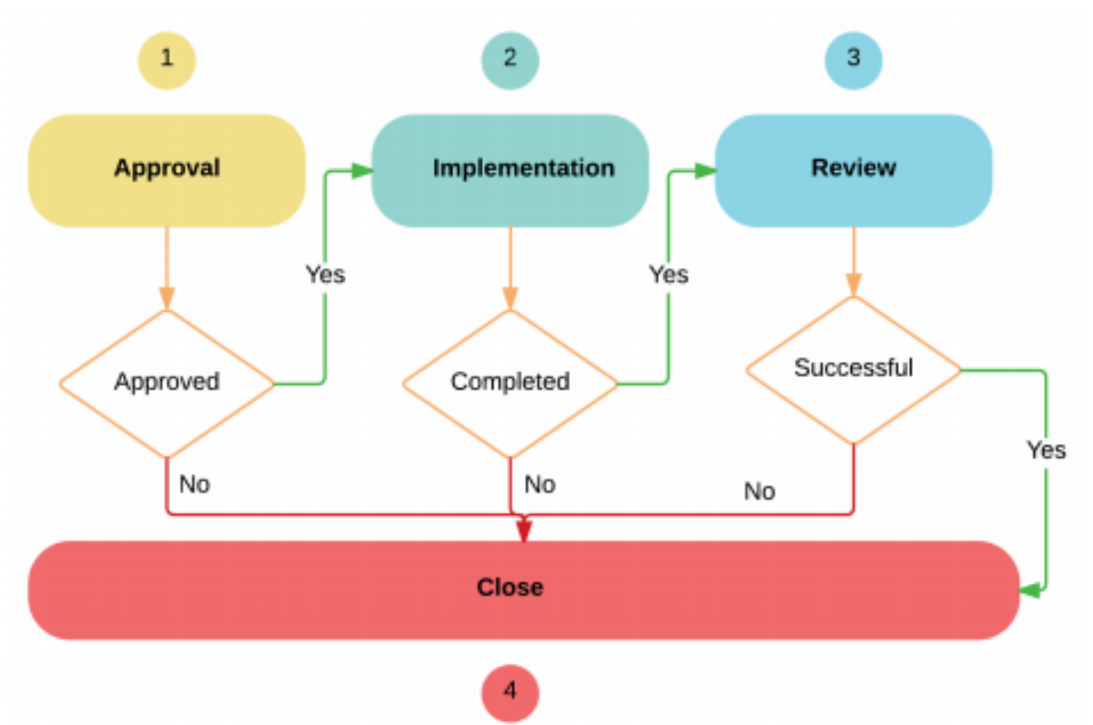 1
2
3
Approval
Implementation
Review
Yes
Yes
Approved
Completed
Successful
Yes
No
No
No
Close
4